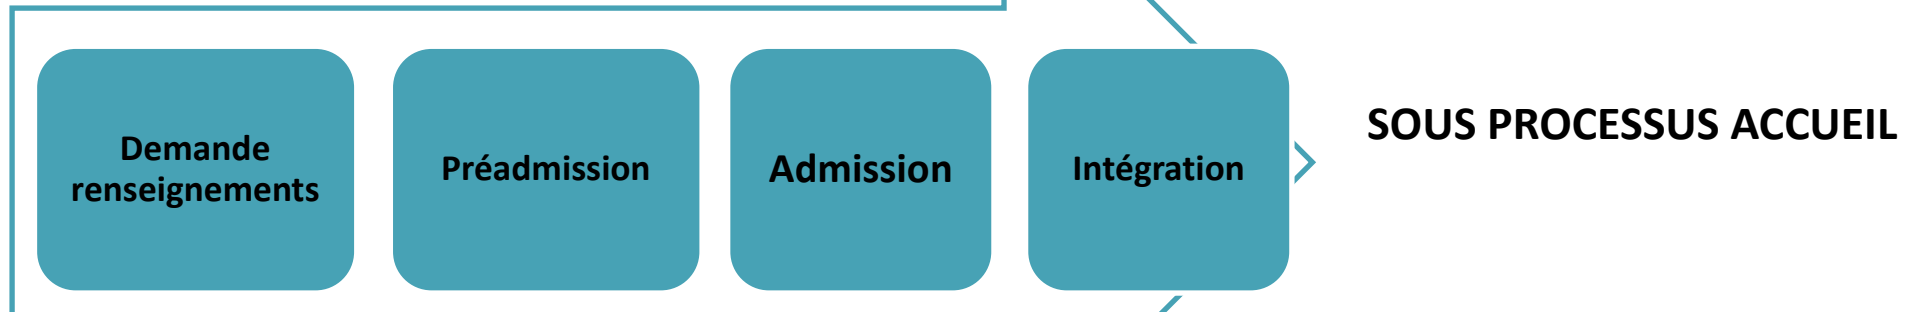 Demande
renseignements
Préadmission
Admission
Intégration
SOUS PROCESSUS ACCUEIL